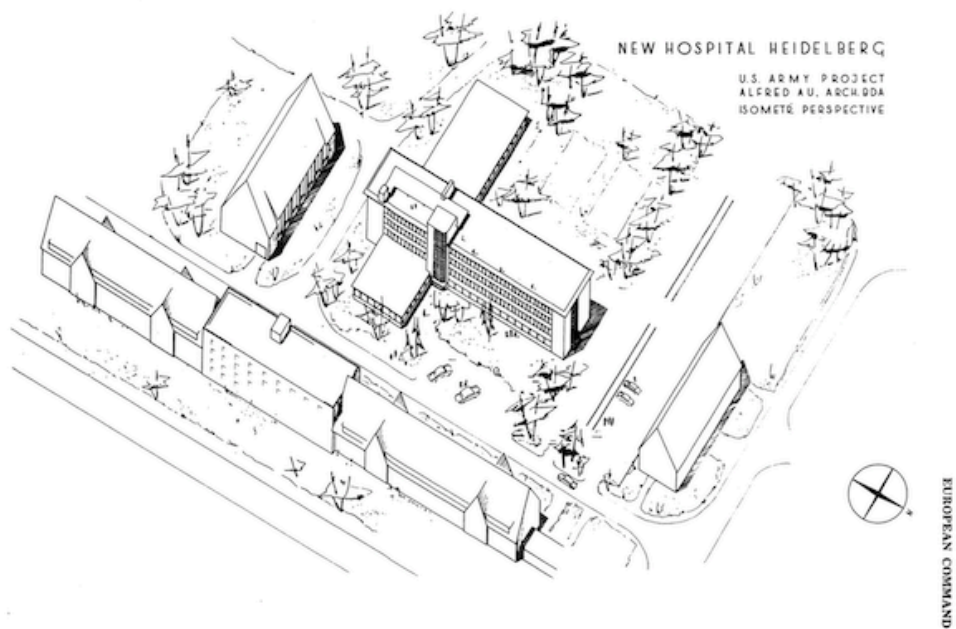 NEW HOSPITAL HEIDELBERG
U.S. ARMY PROJECT
ALFRED AU, ARCH.BDA
ISOMETR. PERSPECTIVE
EUROPEAN COMMAND